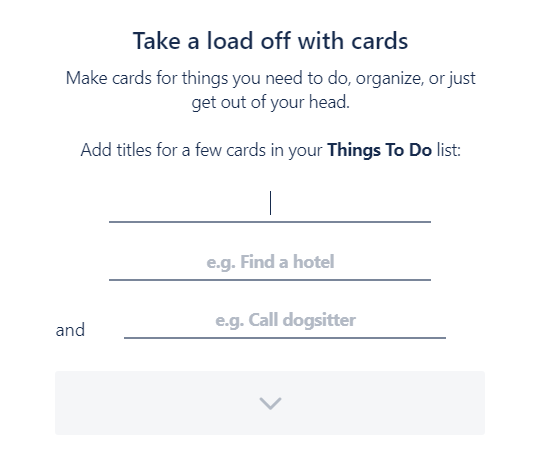 Take a load off with cards
Make cards for things you need to do, organize, or just
get out of your head.
Add titles for a few cards in your Things To Do list:
e.g. Find a hotel
e.g. Call dogsitter
and